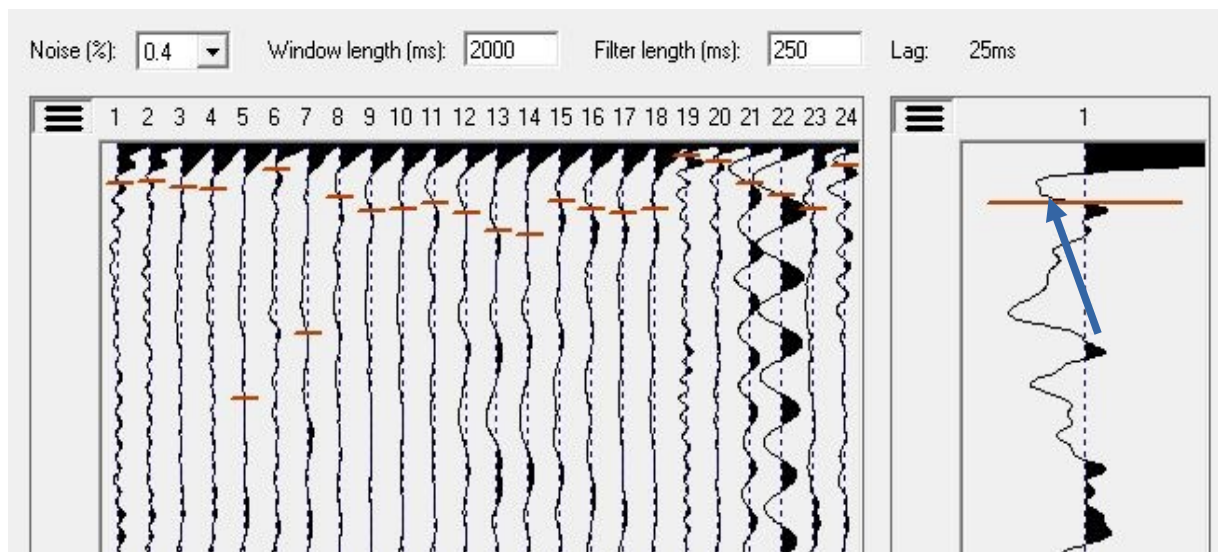 Noise (%): 0.4 Window length (ms): 2000 Filter length (ms): 250 Lag: 25ms
1 2 3 4 5 6 7 8 9 10 11 12 13 14 15 16 17 18 19 20 21 22 23 24 1